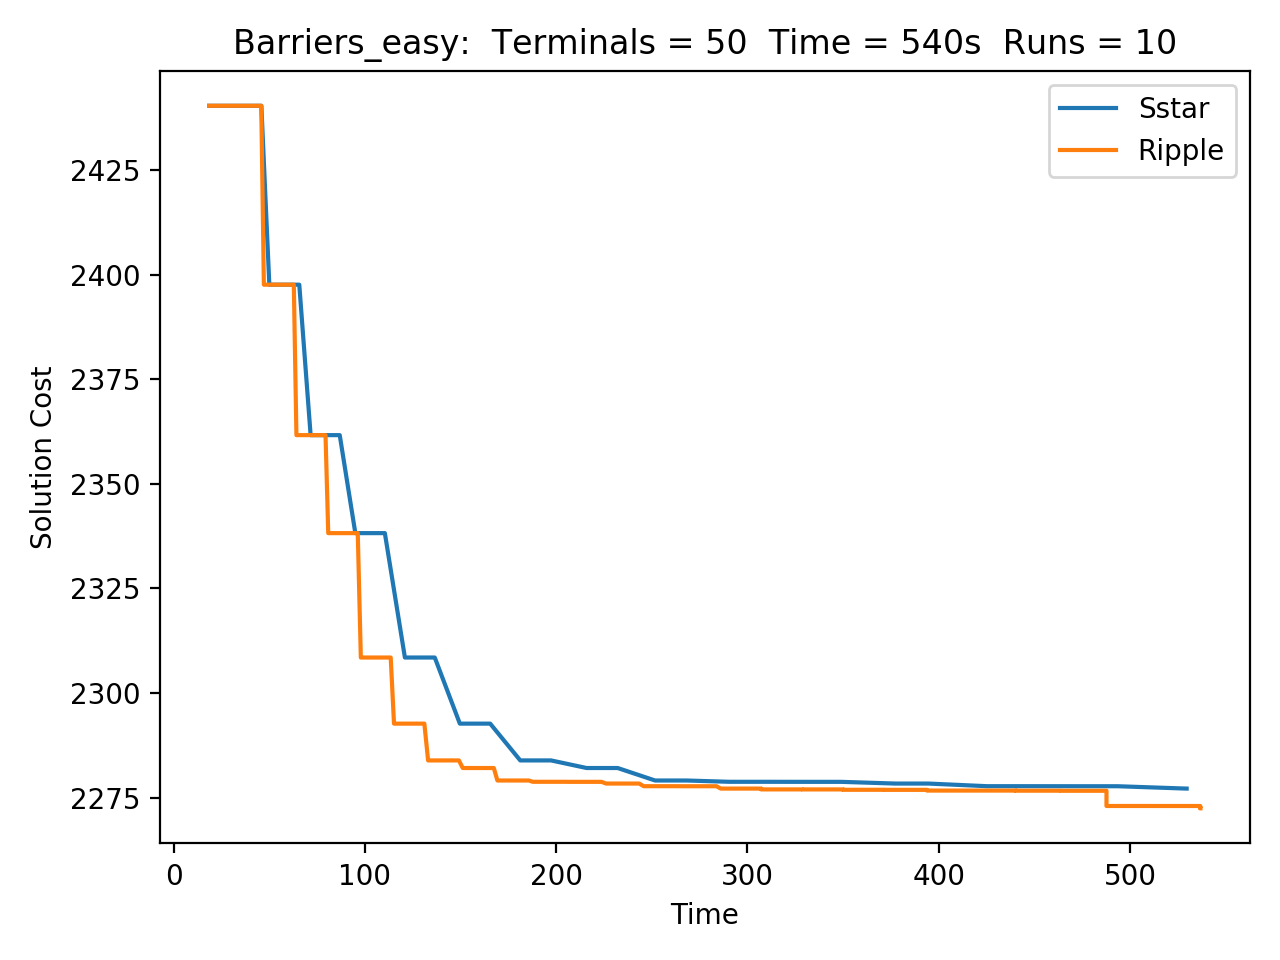 Barriers_easy:  Terminals = 50  Time = 540s  Runs = 10
Sstar
Ripple
Solution Cost
2425
2400
2375
2350
2325
2300
2275
0 100 200 300 400 500
Time